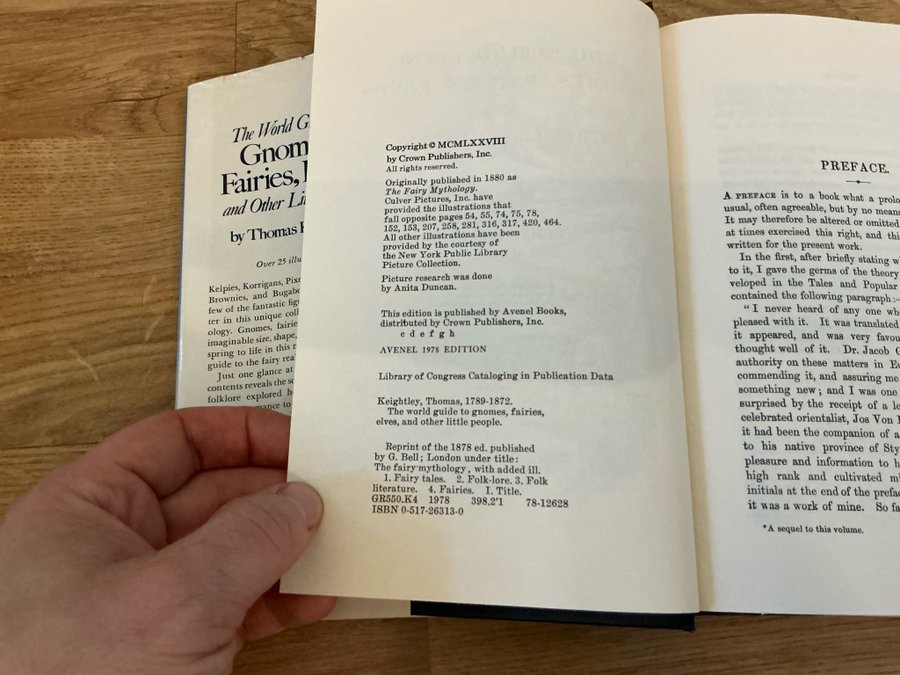 The World G
Gnom
Fairies,
and Other Li
by Thomas
Over 25 illu
Kelpies, Korrigans, Pixe
Brownies, and Bugab
few of the fantastic figu
ter in this unique coll
ology. Gnomes, fairie
imaginable size, shape,
spring to life in this
guide to the fairy rea
Just one glance at
contents reveals the so
folklore explored h
mance to
Copyright © MCMLXXVIII
by Crown Publishers, Inc.
All rights reserved.
Originally published in 1880 as
The Fairy Mythology.
Culver Pictures, Inc. have
provided the illustrations that
fall opposite pages 54, 55, 74, 75, 78,
152, 153, 207, 258, 281, 316, 317, 420, 464.
All other illustrations have been
provided by the courtesy of
the New York Public Library
Picture Collection.
Picture research was done
by Anita Duncan.
This edition is published by Avenel Books,
distributed by Crown Publishers, Inc.
e d e f g h
AVENEL 1978 EDITION
Library of Congress Cataloging in Publication Data
Keightley, Thomas, 1789-1872.
The world guide to gnomes, fairies,
elves, and other little people.
Reprint of the 1878 ed. published
by G. Bell; London under title:
The fairy mythology, with added ill.
1. Fairy tales. 2. Folk-lore. 3. Folk
literature. 4. Fairies. I. Title.
GR550.K4 1978 398.2'1 78-12628
ISBN 0-517-26313-0
PREFACE.
A PREFACE is to a book what a prolo
usual, often agreeable, but by no mean
It may therefore be altered or omitted
at times exercised this right, and thi
written for the present work.
In the first, after briefly stating w
to it, I gave the germs of the theory
veloped in the Tales and Popular
contained the following paragraph:—
"I never heard of any one wh
pleased with it. It was translated
it appeared, and was very favou
thought well of it. Dr. Jacob G
authority on these matters in Eu
commending it, and assuring me
something new; and I was one
surprised by the receipt of a le
celebrated orientalist, Jos Von
it had been the companion of a
to his native province of Sty
pleasure and information to h
high rank and cultivated mi
initials at the end of the prefa
it was a work of mine. So fa
*A sequel to this volume.